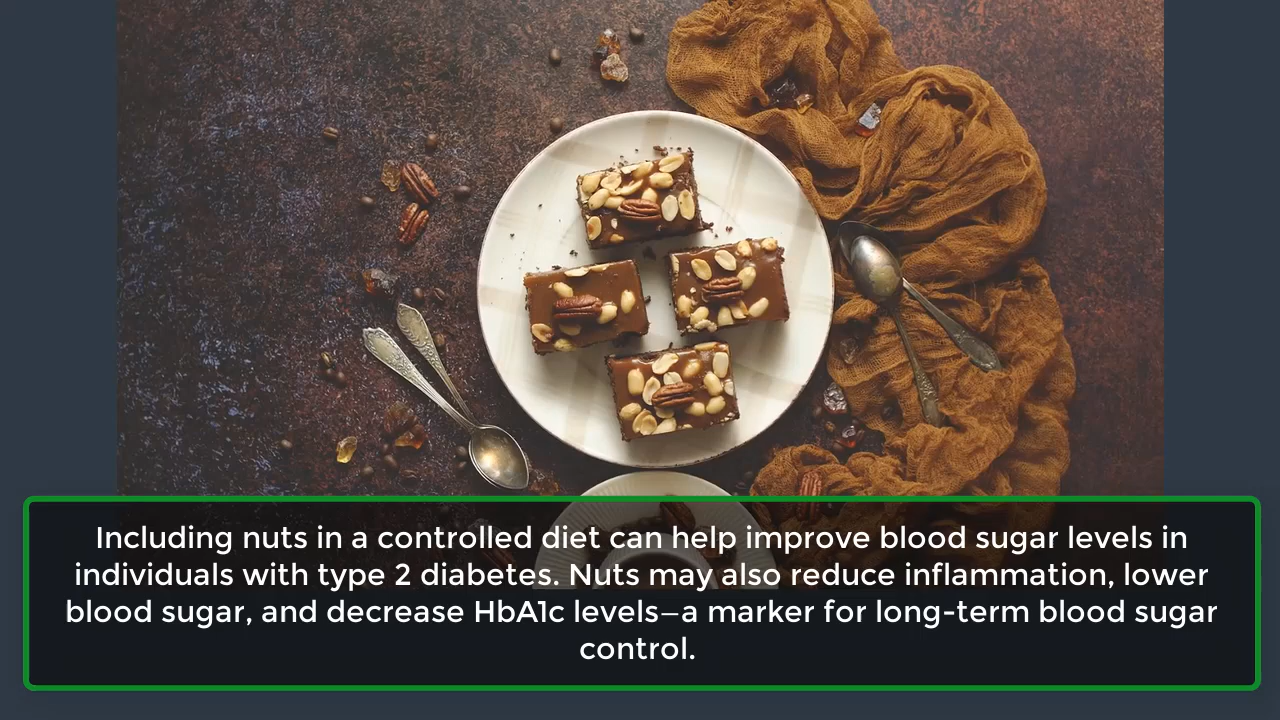 Including nuts in a controlled diet can help improve blood sugar levels in
individuals with type 2 diabetes. Nuts may also reduce inflammation, lower
blood sugar, and decrease HbA1c levels—a marker for long-term blood sugar
control.